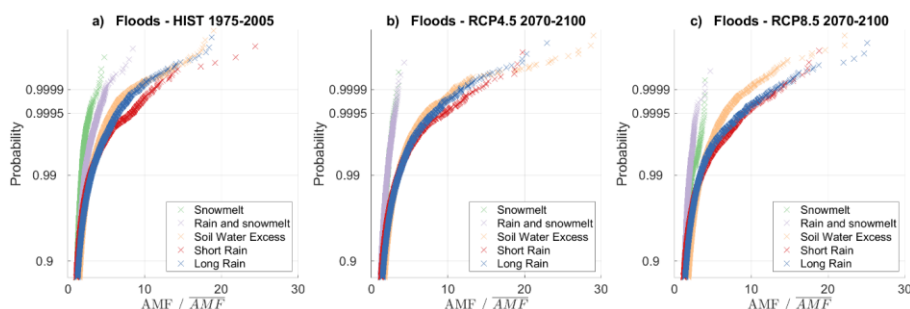 a) Floods - HIST 1975-2005
Probability
0.9999
0.9995
0.99
0.9
Snowmelt
Rain and snowmelt
Soil Water Excess
Short Rain
Long Rain
0 10 20 30
AMF / AMF
b) Floods - RCP4.5 2070-2100
Probability
0.9999
0.9995
0.99
0.9
Snowmelt
Rain and snowmelt
Soil Water Excess
Short Rain
Long Rain
0 10 20 30
AMF / AMF
c) Floods - RCP8.5 2070-2100
Probability
0.9999
0.9995
0.99
0.9
Snowmelt
Rain and snowmelt
Soil Water Excess
Short Rain
Long Rain
0 10 20 30
AMF / AMF